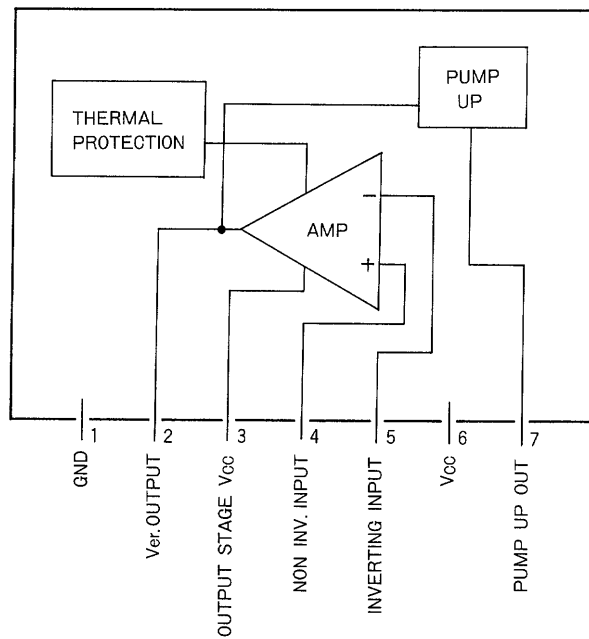 PUMP
UP
THERMAL
PROTECTION
AMP
−
+
1
2
3
4
5
6
7
GND
Ver.OUTPUT
OUTPUT STAGE Vcc
NON INV. INPUT
INVERTING INPUT
Vcc
PUMP UP OUT